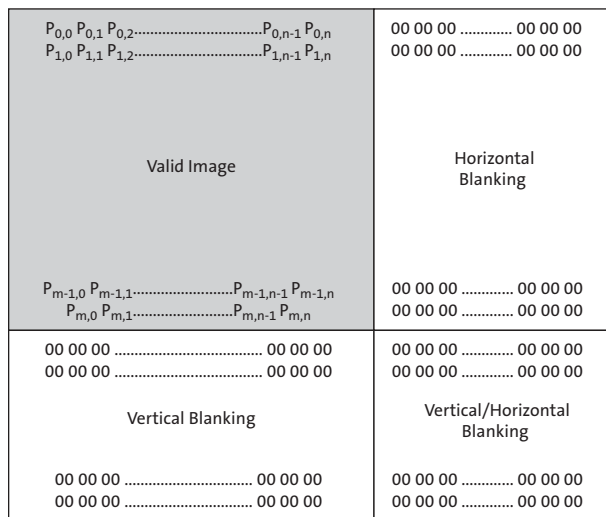 P0,0 P0,1 P0,2................................P0,n-1 P0,n 00 00 00 ............. 00 00 00
P1,0 P1,1 P1,2................................P1,n-1 P1,n 00 00 00 ............. 00 00 00
Valid Image
Horizontal
Blanking
Pm-1,0 Pm-1,1.........................Pm-1,n-1 Pm-1,n 00 00 00 ............. 00 00 00
Pm,0 Pm,1.........................Pm,n-1 Pm,n 00 00 00 ............. 00 00 00
00 00 00 ..................................... 00 00 00 00 00 00 ............. 00 00 00
00 00 00 ..................................... 00 00 00 00 00 00 ............. 00 00 00
Vertical Blanking
Vertical/Horizontal
Blanking
00 00 00 ................................ 00 00 00 00 00 00 ............. 00 00 00
00 00 00 ................................ 00 00 00 00 00 00 ............. 00 00 00